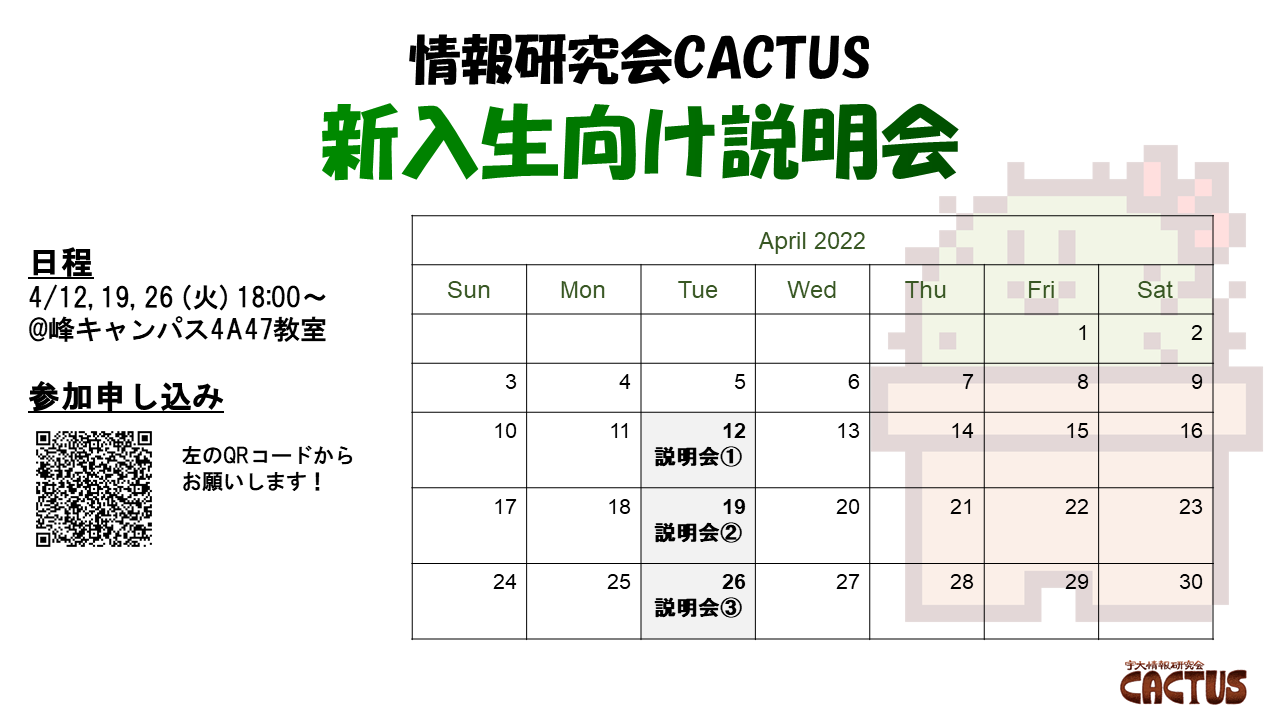 情報研究会CACTUS
新入生向け説明会
日程
4/12,19,26(火)18:00～
@峰キャンパス4A47教室
参加申し込み
左のQRコードから
お願いします！
April 2022
Sun Mon Tue Wed Thu Fri Sat
1 2
3 4 5 6 7 8 9
10 11 12 13 14 15 16
説明会①
17 18 19 20 21 22 23
説明会②
24 25 26 27 28 29 30
説明会③
宇大情報研究会
CACTUS